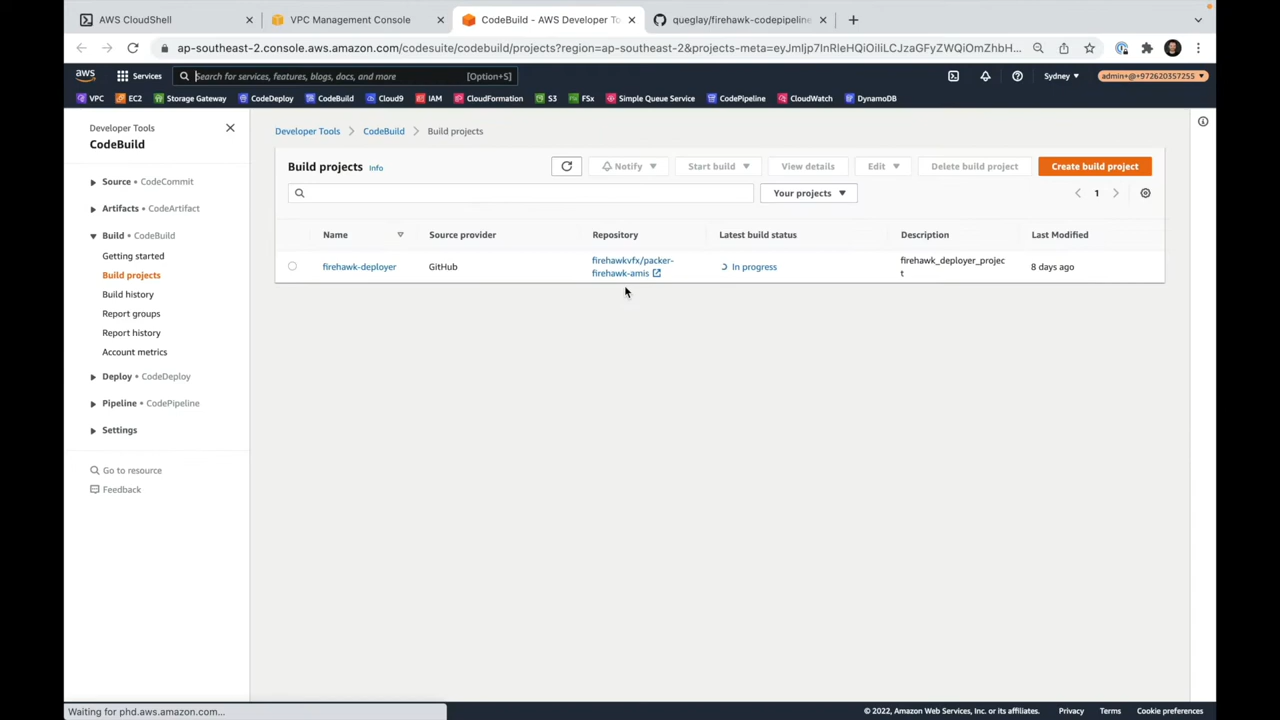 AWS CloudShell
VPC Management Console
CodeBuild - AWS Developer To
queglay/firehawk-codepipeline
ap-southeast-2.console.aws.amazon.com/codesuite/codebuild/projects?region=ap-southeast-2&projects-meta=eyJmIjp7InRleHQiOiIiLCJzaGFyZWQiOmZhbH...
aws
Services
Search for services, features, blogs, docs, and more
[Option+S]
Sydney
admin+@+972620357255
VPC
EC2
Storage Gateway
CodeDeploy
CodeBuild
Cloud9
IAM
CloudFormation
S3
FSx
Simple Queue Service
CodePipeline
CloudWatch
DynamoDB
Developer Tools
CodeBuild
Source • CodeCommit
Artifacts • CodeArtifact
Build • CodeBuild
Getting started
Build projects
Build history
Report groups
Report history
Account metrics
Deploy • CodeDeploy
Pipeline • CodePipeline
Settings
Go to resource
Feedback
Developer Tools
CodeBuild
Build projects
Build projects Info
Notify
Start build
View details
Edit
Delete build project
Create build project
Your projects
1
Name
Source provider
Repository
Latest build status
Description
Last Modified
firehawk-deployer
GitHub
firehawkvfx/packer-
firehawk-amis
In progress
firehawk_deployer_projec
t
8 days ago
Waiting for phd.aws.amazon.com...
© 2022, Amazon Web Services, Inc. or its affiliates.
Privacy
Terms
Cookie preferences